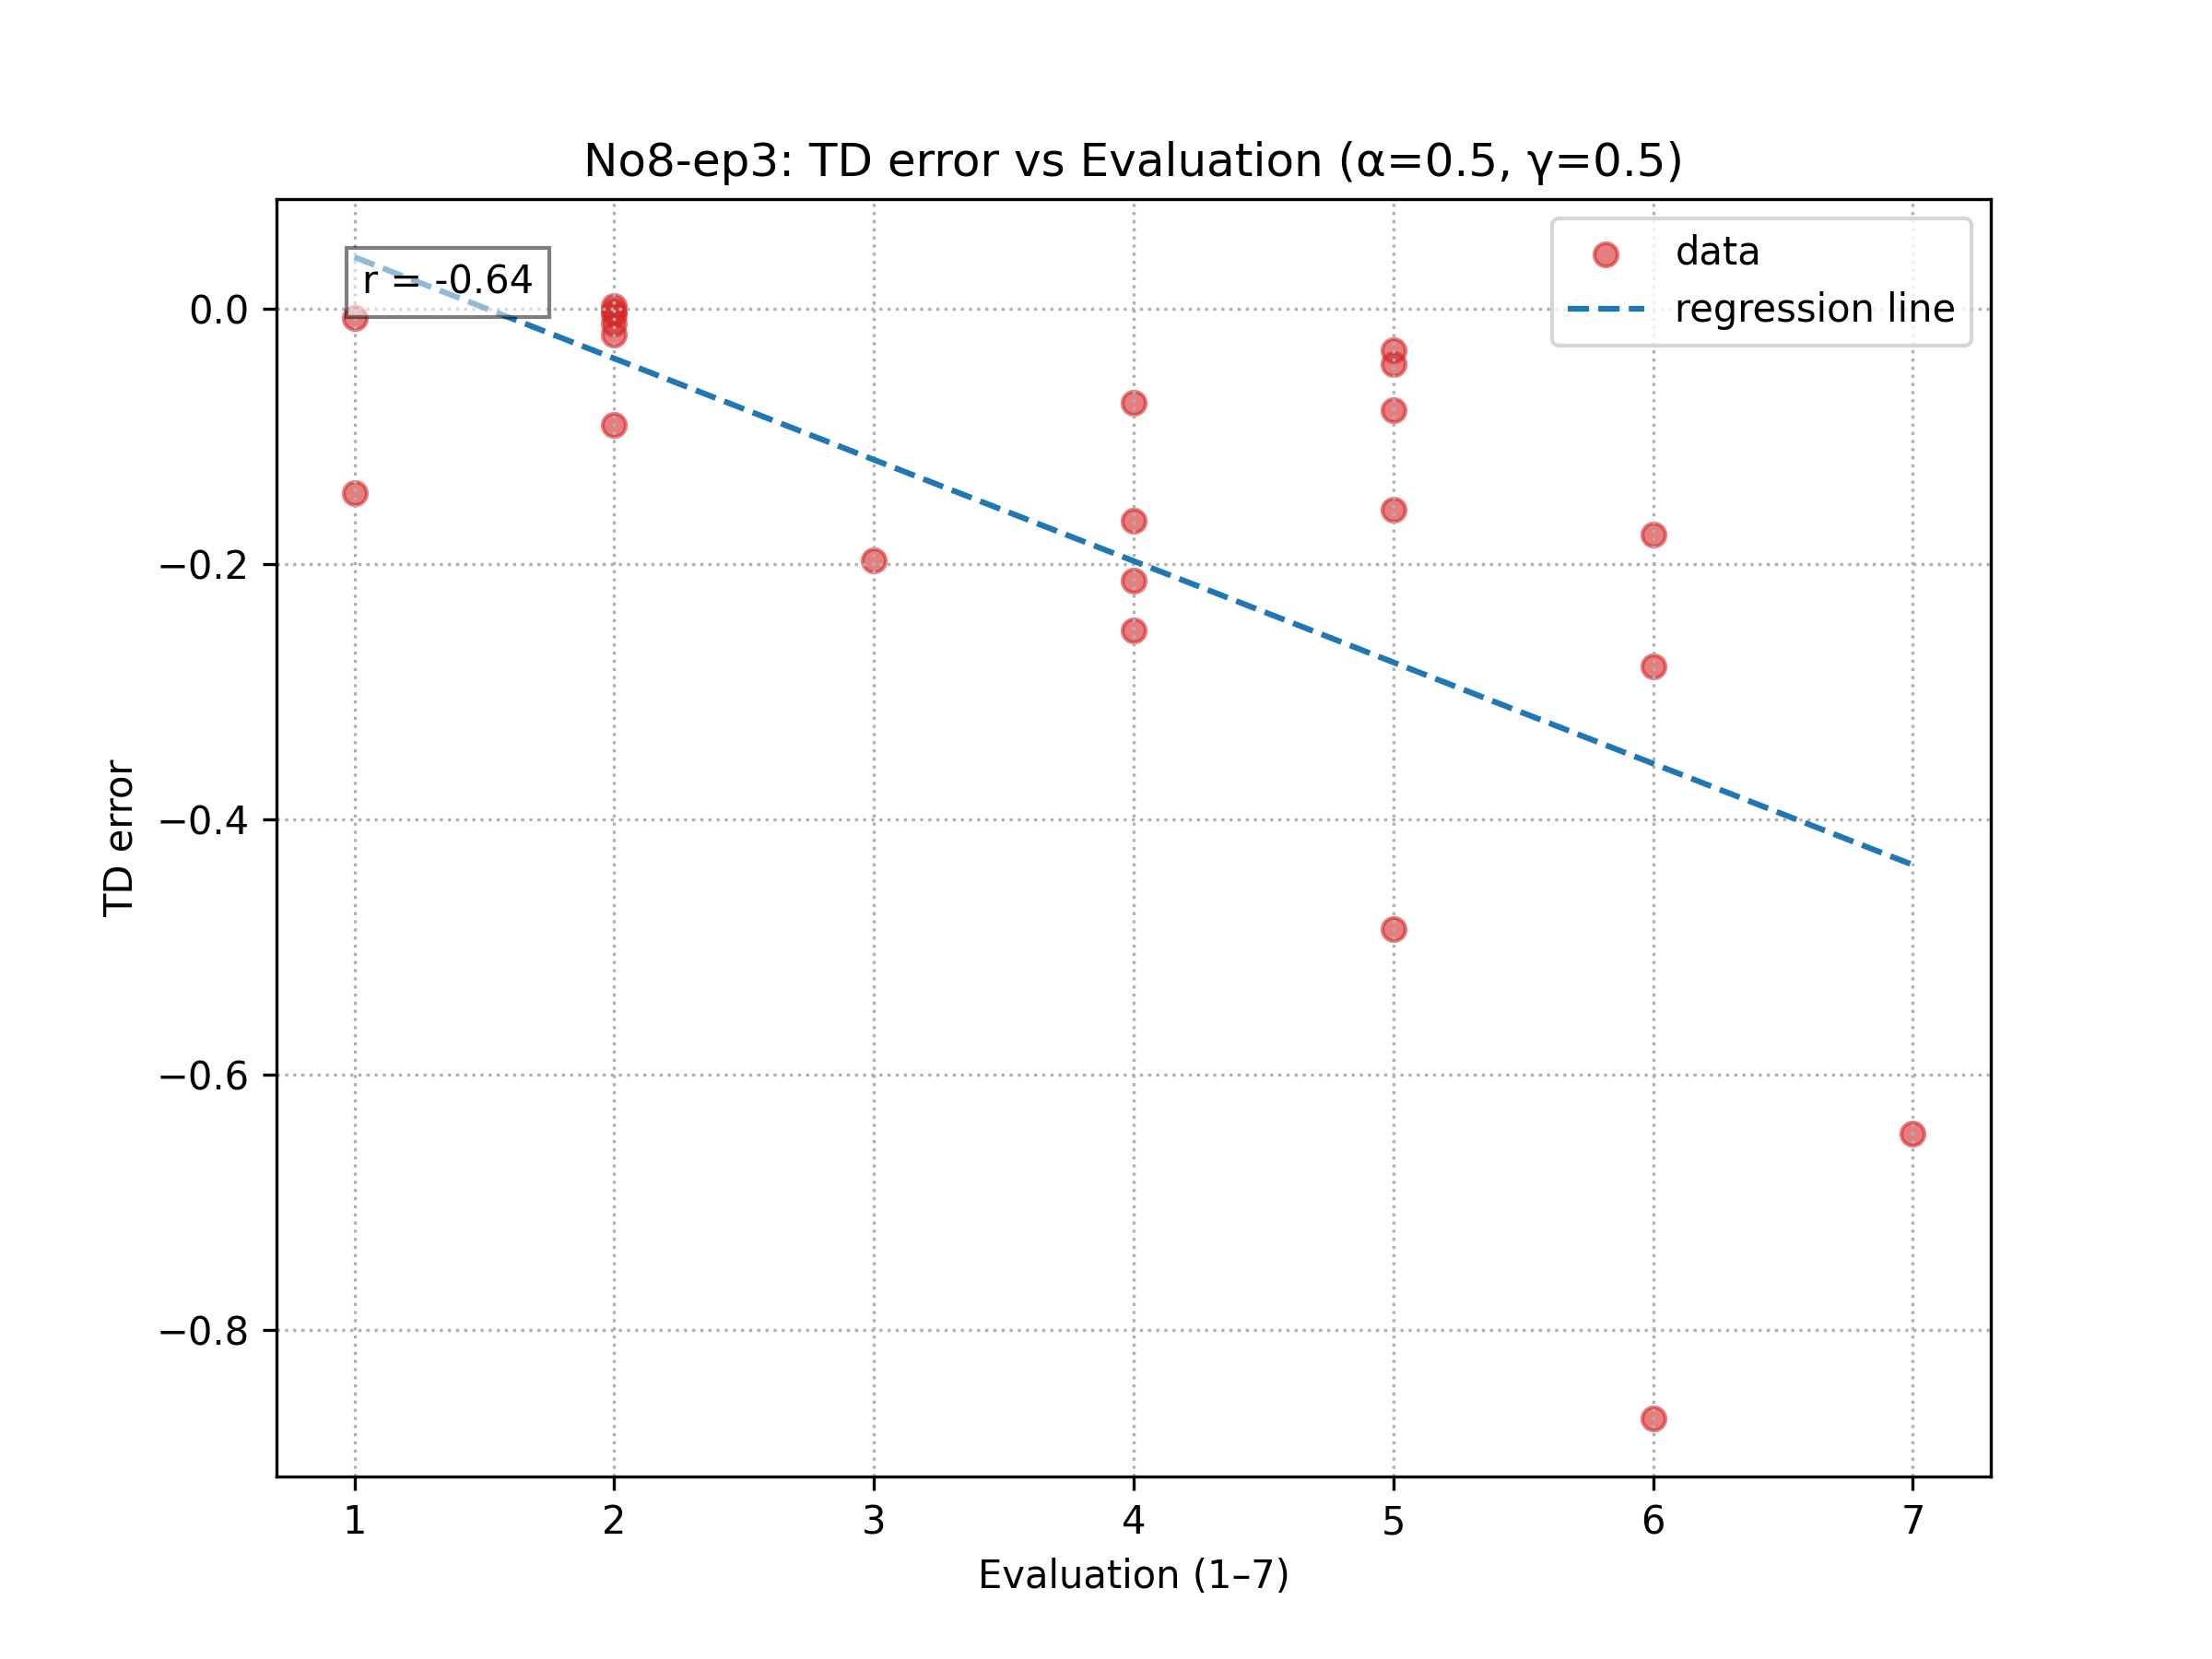 No8-ep3: TD error vs Evaluation (α=0.5, γ=0.5)
r = -0.64
data
regression line
0.0
−0.2
−0.4
−0.6
−0.8
TD error
1 2 3 4 5 6 7
Evaluation (1–7)